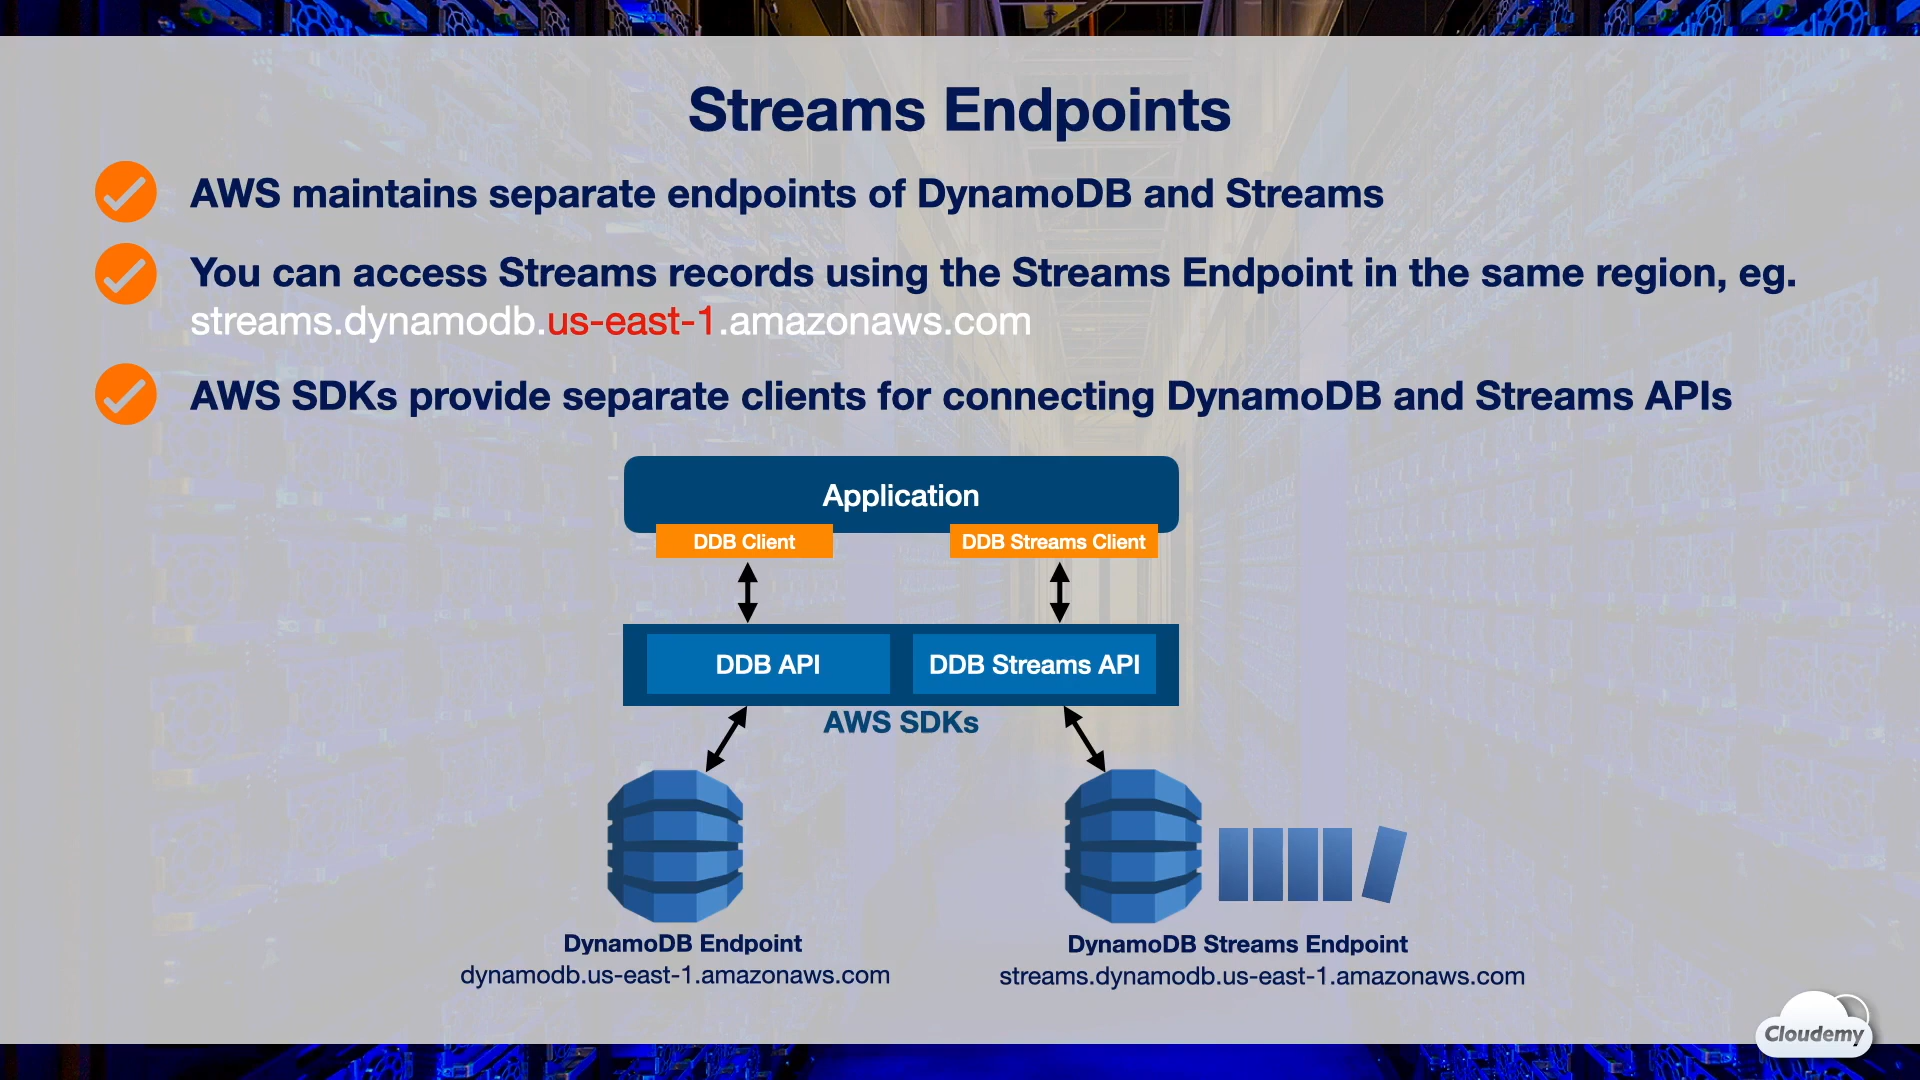 Streams Endpoints
AWS maintains separate endpoints of DynamoDB and Streams
You can access Streams records using the Streams Endpoint in the same region, eg.
streams.dynamodb.us-east-1.amazonaws.com
AWS SDKs provide separate clients for connecting DynamoDB and Streams APIs
Application
DDB Client
DDB Streams Client
DDB API
DDB Streams API
AWS SDKs
DynamoDB Endpoint
dynamodb.us-east-1.amazonaws.com
DynamoDB Streams Endpoint
streams.dynamodb.us-east-1.amazonaws.com
Cloudemy